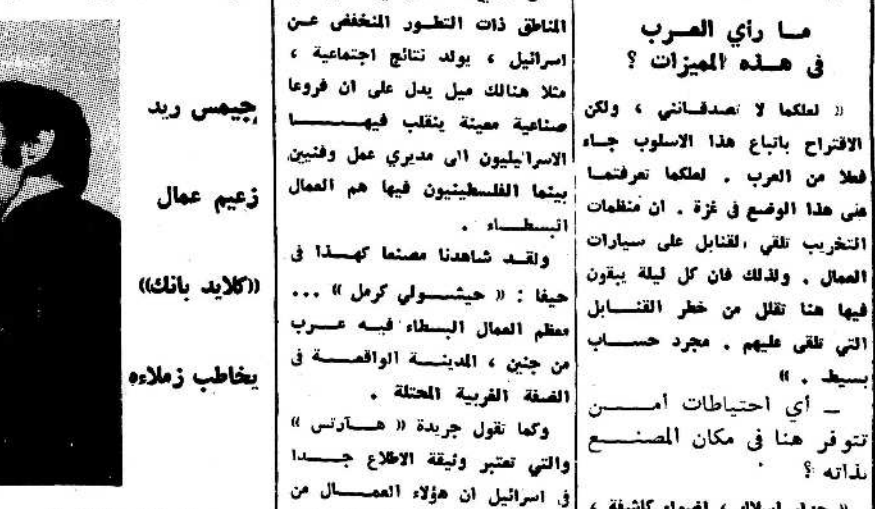 ما رأي العرب
في هذه الميزات ؟
« لعلكما لا تصدقانني ، ولكن
الاقتراح باتباع هذا الاسلوب جاء
فعلا من العرب . لعلكما تعرفتما
على هذا الوضع في غزة . ان منظمات
التخريب تلقي القنابل على سيارات
العمال . ولذلك فان كل ليلة يبقون
فيها هنا تقلل من خطر القنابل
التي تلقى عليهم . مجرد حساب
بسيط . »
ـ أي احتياطات أمن
تتوفر هنا في مكان المصنع
بذاته ؟
اضواء كاشفة ،
المناطق ذات التطور المنخفض عن
اسرائيل ، يولد نتائج اجتماعية ،
مثلا هنالك ميل يدل على ان فروعا
صناعية معينة ينقلب فيها
الاسرائيليون الى مديري عمل وفنيين
بينما الفلسطينيون فيها هم العمال
البسطاء .
ولقد شاهدنا مصنعا كهذا في
حيفا : « حيشولي كرمل » ...
معظم العمال البسطاء فيه عرب
من جنين ، المدينة الواقعة في
الضفة الغربية المحتلة .
وكما تقول جريدة « هآرتس »
والتي تعتبر وثيقة الاطلاع جدا
في اسرائيل ان هؤلاء العمال من
جيمس ريد
زعيم عمال
«كلايد بانك»
يخاطب زملاءه